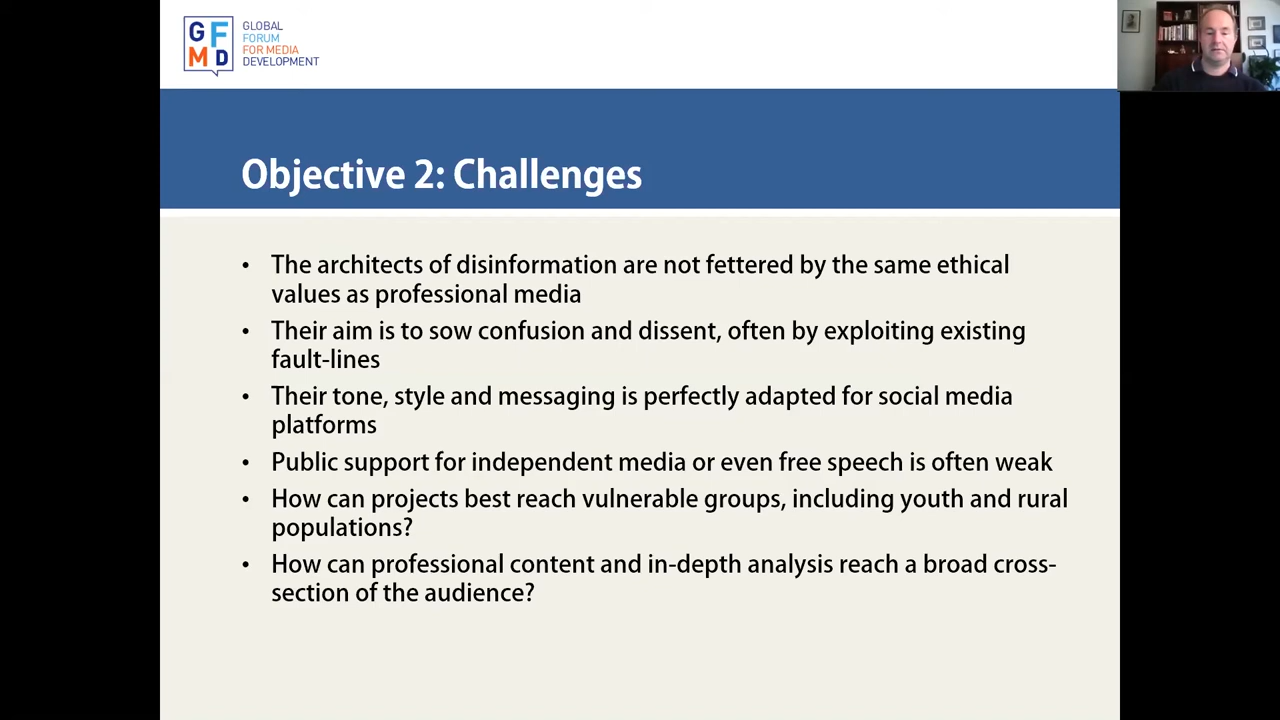 GF
MD
GLOBAL
FORUM
FOR MEDIA
DEVELOPMENT
Objective 2: Challenges
• The architects of disinformation are not fettered by the same ethical
values as professional media
• Their aim is to sow confusion and dissent, often by exploiting existing
fault-lines
• Their tone, style and messaging is perfectly adapted for social media
platforms
• Public support for independent media or even free speech is often weak
• How can projects best reach vulnerable groups, including youth and rural
populations?
• How can professional content and in-depth analysis reach a broad cross-
section of the audience?